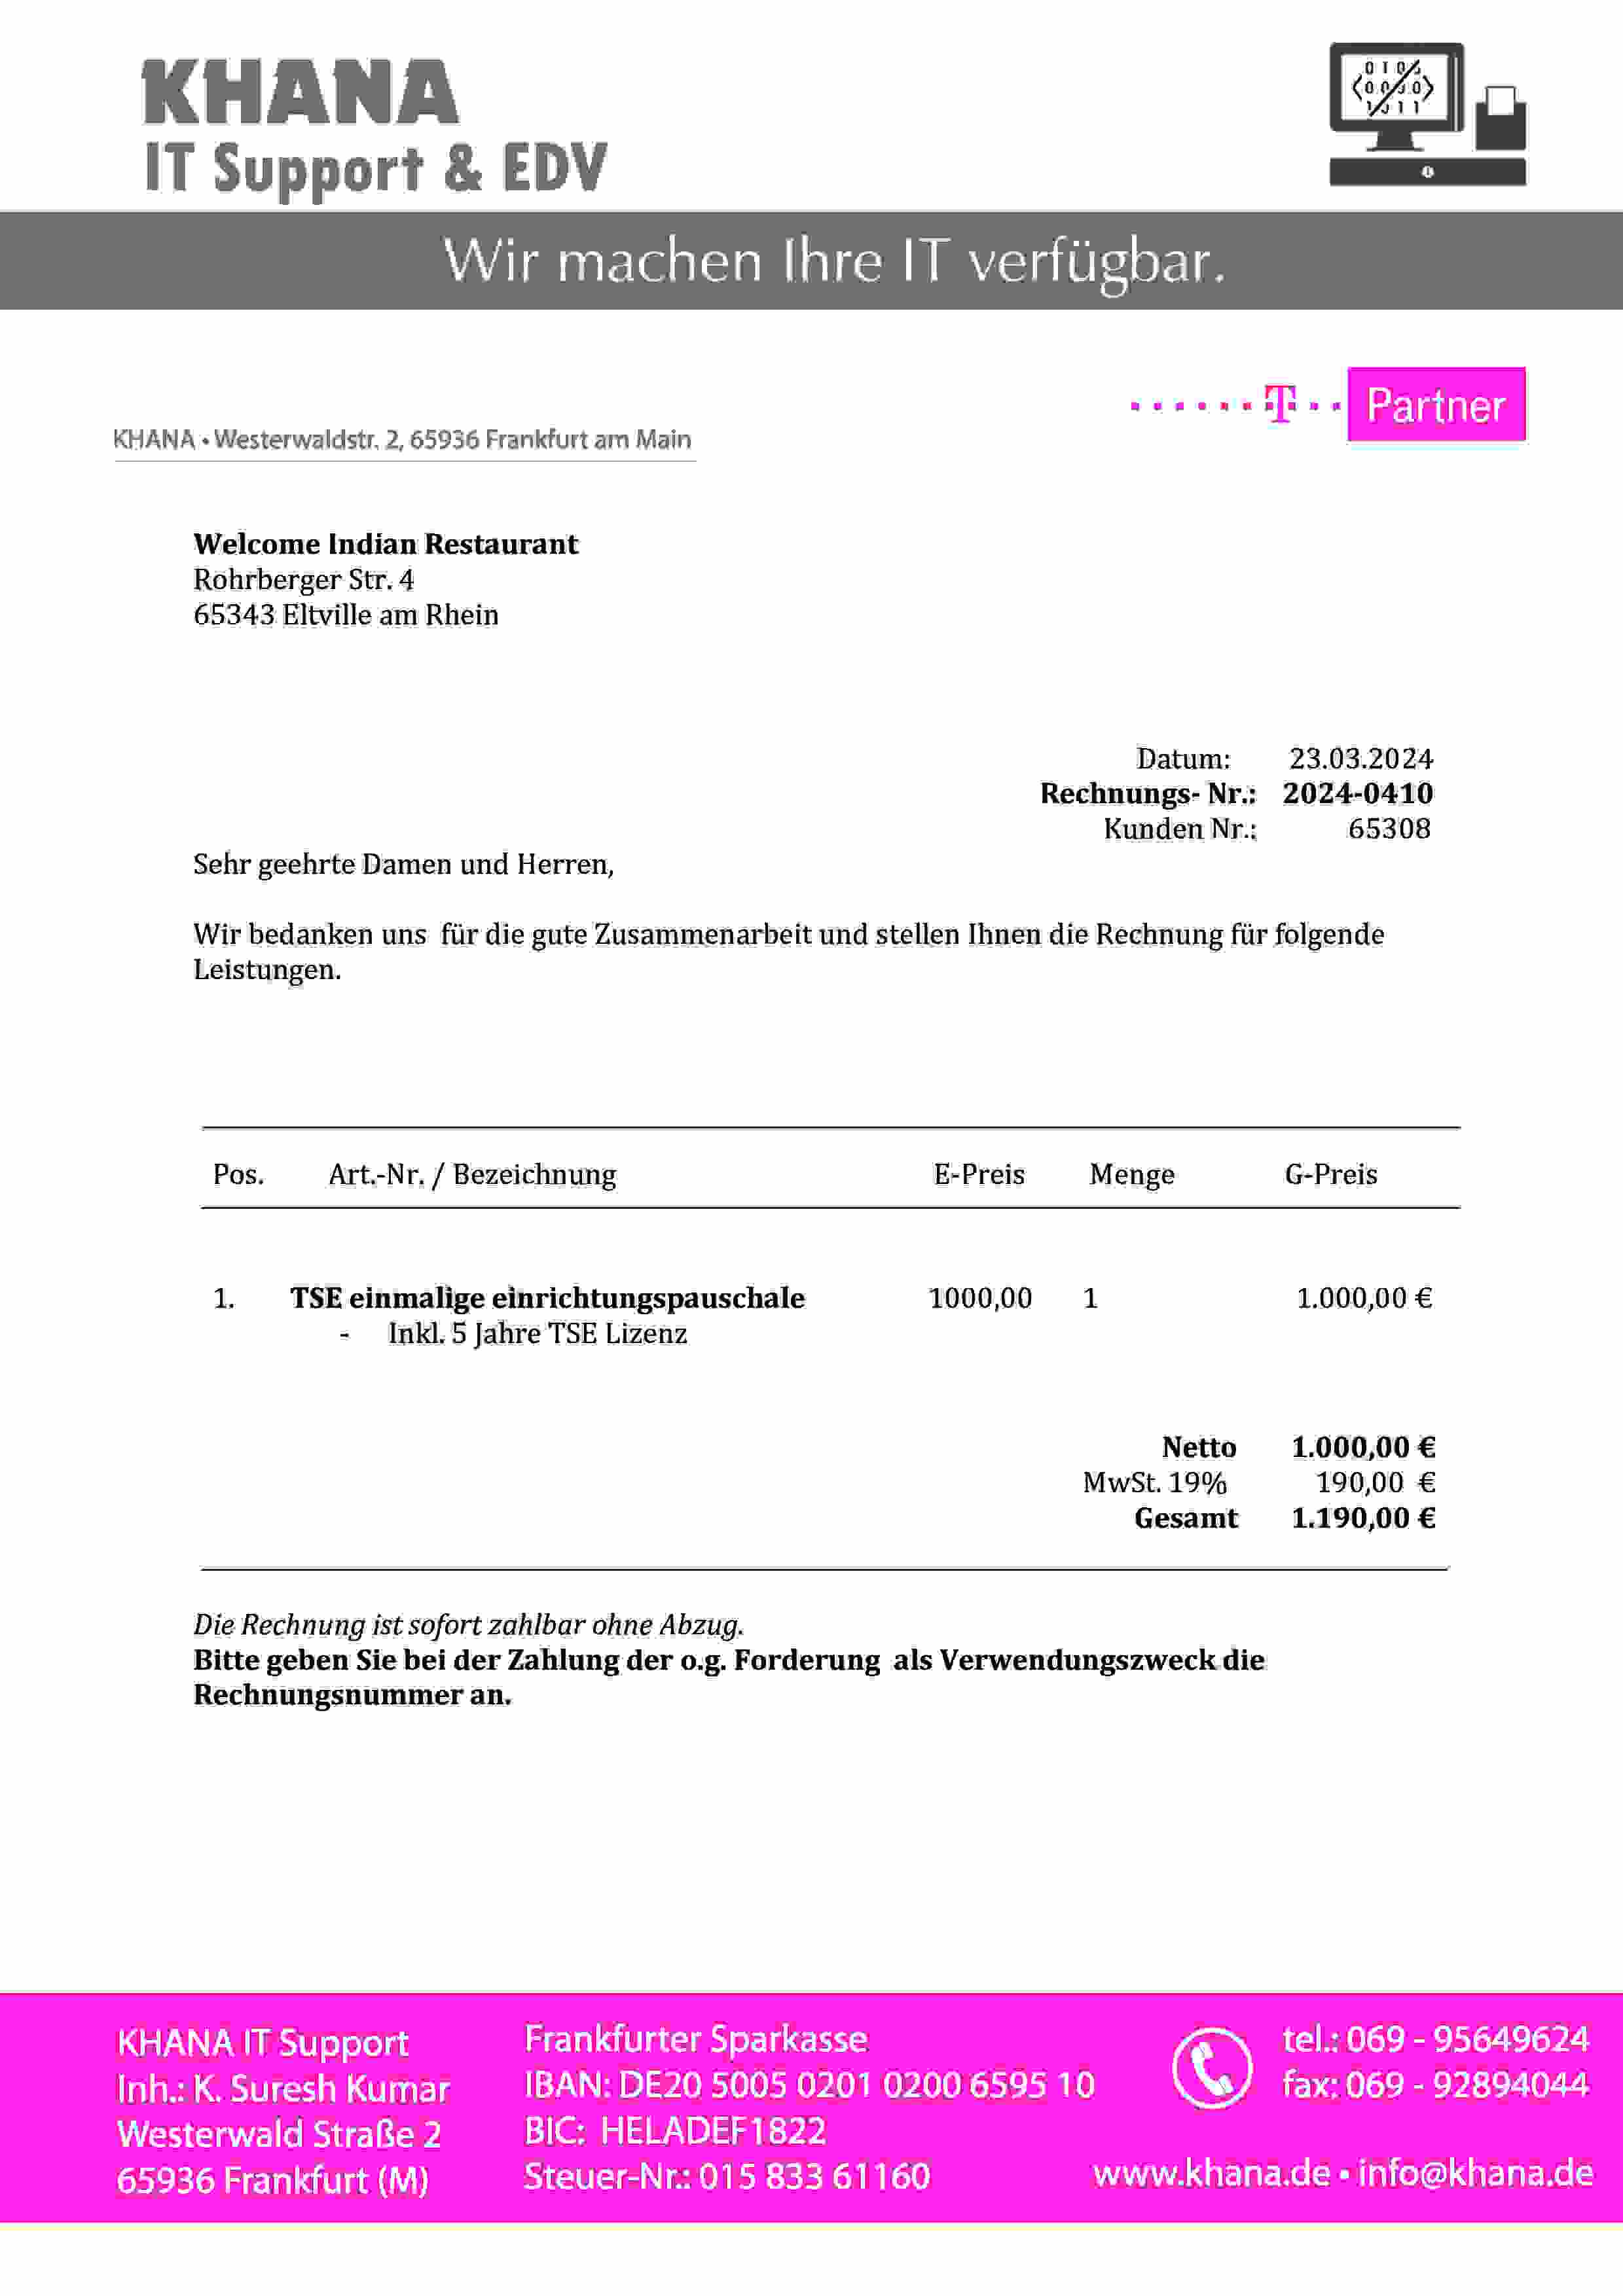 KHANA
IT Support & EDV
Wir machen Ihre IT verfügbar.
T Partner
KHANA • Westerwaldstr. 2, 65936 Frankfurt am Main
Welcome Indian Restaurant
Rohrberger Str. 4
65343 Eltville am Rhein
Datum: 23.03.2024
Rechnungs- Nr.: 2024-0410
Kunden Nr.: 65308
Sehr geehrte Damen und Herren,
Wir bedanken uns für die gute Zusammenarbeit und stellen Ihnen die Rechnung für folgende
Leistungen.
Pos. Art.-Nr. / Bezeichnung E-Preis Menge G-Preis
1. TSE einmalige einrichtungspauschale 1000,00 1 1.000,00 €
- Inkl. 5 Jahre TSE Lizenz
Netto 1.000,00 €
MwSt. 19% 190,00 €
Gesamt 1.190,00 €
Die Rechnung ist sofort zahlbar ohne Abzug.
Bitte geben Sie bei der Zahlung der o.g. Forderung als Verwendungszweck die
Rechnungsnummer an.
KHANA IT Support
Inh.: K. Suresh Kumar
Westerwald Straße 2
65936 Frankfurt (M)
Frankfurter Sparkasse
IBAN: DE20 5005 0201 0200 6595 10
BIC: HELADEF1822
Steuer-Nr.: 015 833 61160
tel.: 069 - 95649624
fax: 069 - 92894044
www.khana.de • info@khana.de